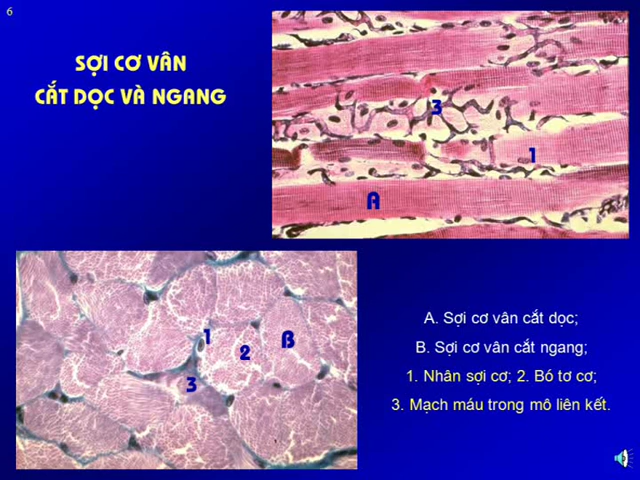 6
SỢI CƠ VÂN
CẮT DỌC VÀ NGANG
3
1
A
1
2
B
3
A. Sợi cơ vân cắt dọc;
B. Sợi cơ vân cắt ngang;
1. Nhân sợi cơ; 2. Bó tơ cơ;
3. Mạch máu trong mô liên kết.